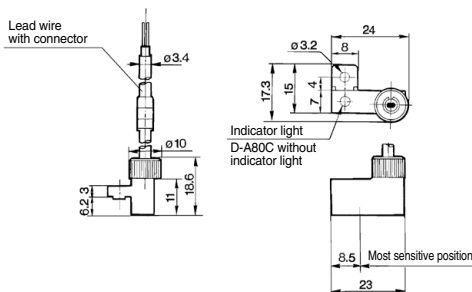 Lead wire
with connector
ø3.4
ø10
18.6
11
3
6.2
24
ø3.2
8
17.3
15
4
7
Indicator light
D-A80C without
indicator light
8.5
Most sensitive position
23